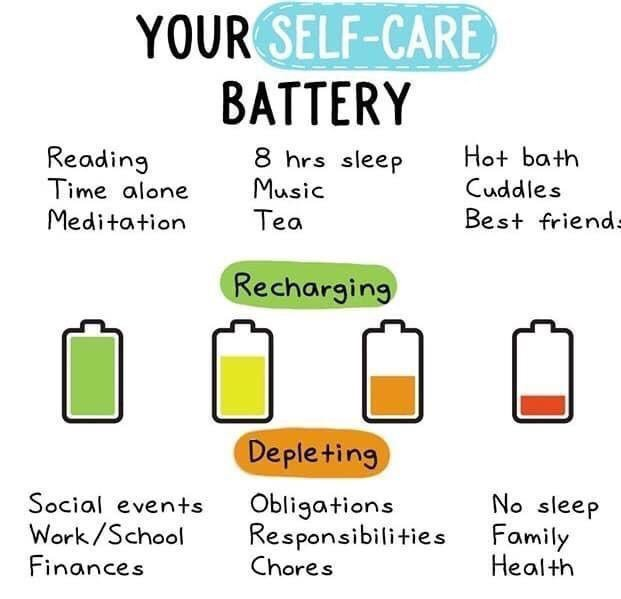 YOUR SELF-CARE
BATTERY
Reading
Time alone
Meditation
8 hrs sleep
Music
Tea
Hot bath
Cuddles
Best friends
Recharging
Depleting
Social events
Work/School
Finances
Obligations
Responsibilities
Chores
No sleep
Family
Health